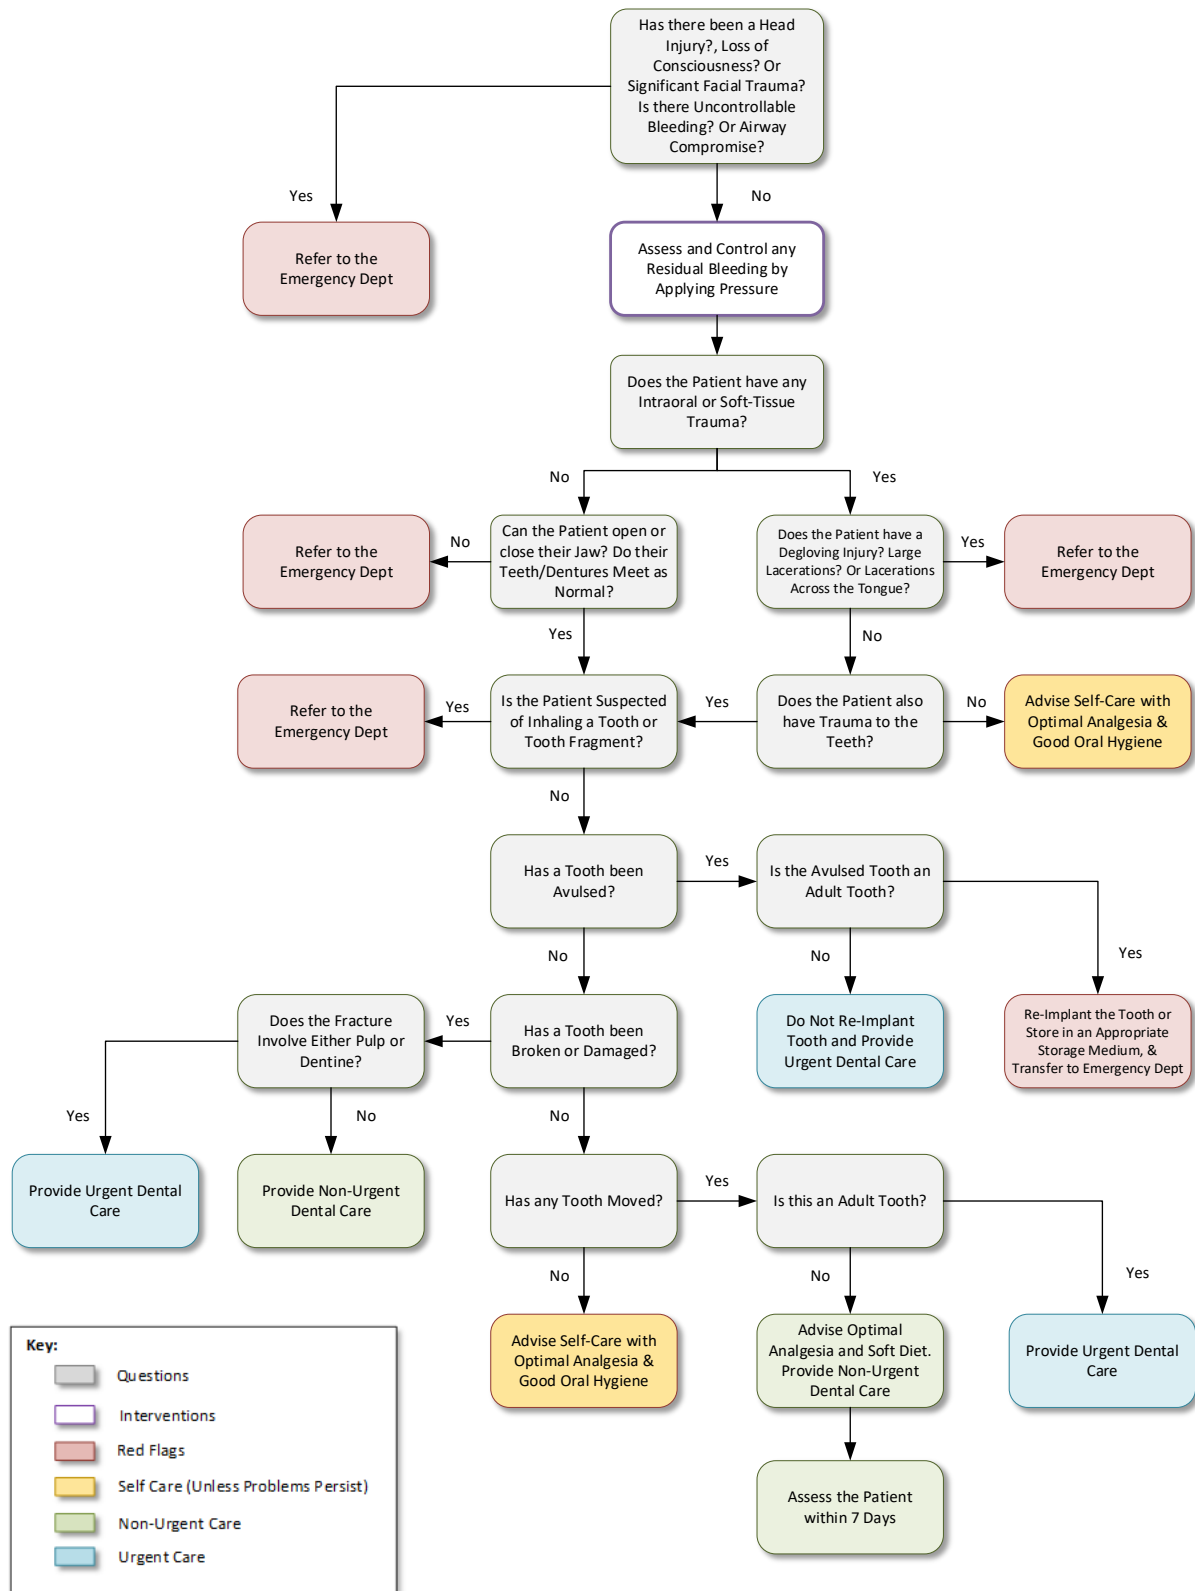 Has there been a Head
Injury?, Loss of
Consciousness? Or
Significant Facial Trauma?
Is there Uncontrollable
Bleeding? Or Airway
Compromise?
Yes
No
Refer to the
Emergency Dept
Assess and Control any
Residual Bleeding by
Applying Pressure
Does the Patient have any
Intraoral or Soft-Tissue
Trauma?
No
Yes
Refer to the
Emergency Dept
No
Can the Patient open or
close their Jaw? Do their
Teeth/Dentures Meet as
Normal?
Does the Patient have a
Degloving Injury? Large
Lacerations? Or Lacerations
Across the Tongue?
Yes
Refer to the
Emergency Dept
Yes
No
Refer to the
Emergency Dept
Yes
Is the Patient Suspected
of Inhaling a Tooth or
Tooth Fragment?
Yes
Does the Patient also
have Trauma to the
Teeth?
No
Advise Self-Care with
Optimal Analgesia &
Good Oral Hygiene
No
Has a Tooth been
Avulsed?
Yes
Is the Avulsed Tooth an
Adult Tooth?
No
No
Yes
Does the Fracture
Involve Either Pulp or
Dentine?
Yes
Has a Tooth been
Broken or Damaged?
Do Not Re-Implant
Tooth and Provide
Urgent Dental Care
Re-Implant the Tooth or
Store in an Appropriate
Storage Medium, &
Transfer to Emergency Dept
Yes
No
No
Provide Urgent Dental
Care
Provide Non-Urgent
Dental Care
Has any Tooth Moved?
Yes
Is this an Adult Tooth?
No
No
Yes
Advise Self-Care with
Optimal Analgesia &
Good Oral Hygiene
Advise Optimal
Analgesia and Soft Diet.
Provide Non-Urgent
Dental Care
Provide Urgent Dental
Care
Assess the Patient
within 7 Days
Key:
Questions
Interventions
Red Flags
Self Care (Unless Problems Persist)
Non-Urgent Care
Urgent Care